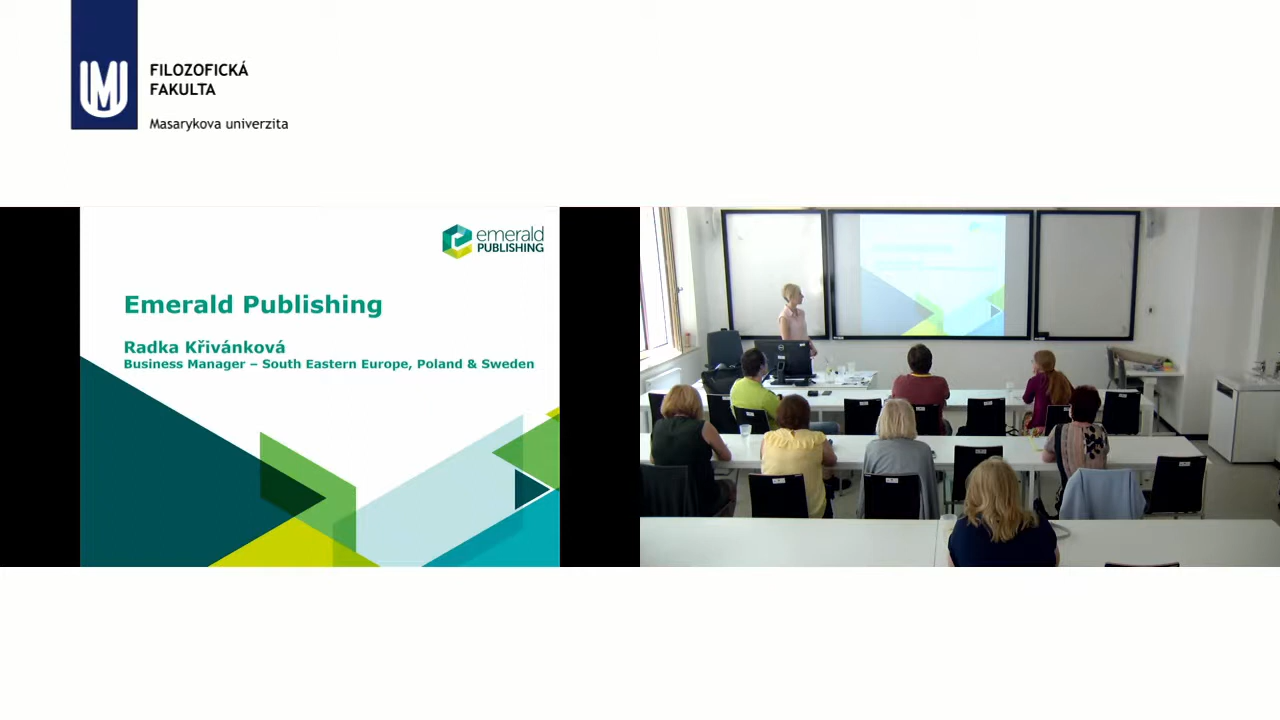 FILOZOFICKÁ
FAKULTA
Masarykova univerzita
emerald
PUBLISHING
Emerald Publishing
Radka Křivánková
Business Manager – South Eastern Europe, Poland & Sweden